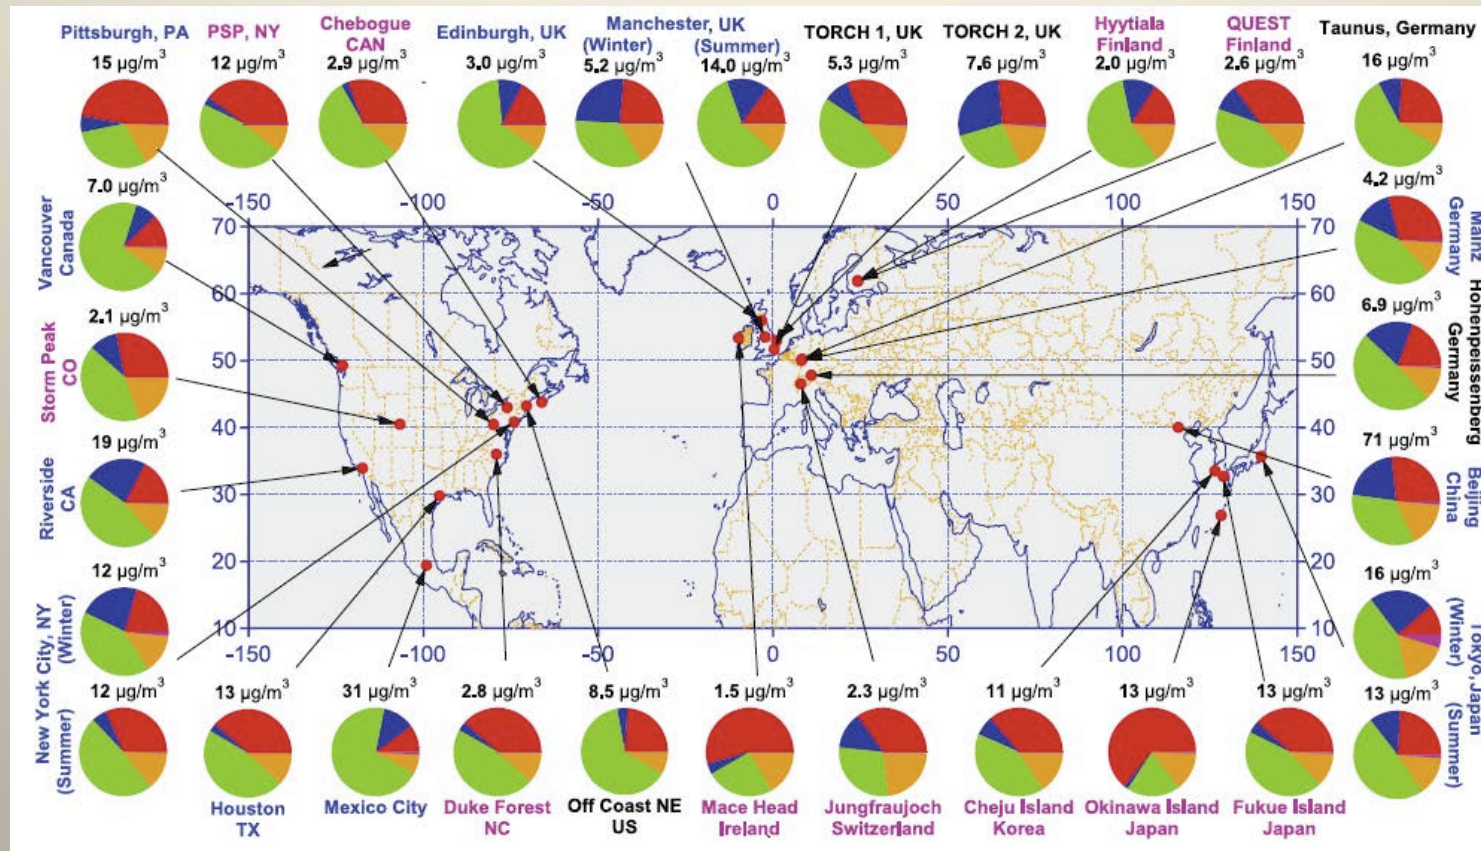 Pittsburgh, PA
15 µg/m3
PSP, NY
12 µg/m3
Chebogue
CAN
2.9 µg/m3
Edinburgh, UK
3.0 µg/m3
Manchester, UK
(Winter)
(Summer)
5.2 µg/m3
14.0 µg/m3
TORCH 1, UK
5.3 µg/m3
TORCH 2, UK
7.6 µg/m3
Hyytiala
Finland
2.0 µg/m3
QUEST
Finland
2.6 µg/m3
Taunus, Germany
16 µg/m3
7.0 µg/m3
Vancouver
Canada
2.1 µg/m3
Storm Peak
CO
19 µg/m3
Riverside
CA
12 µg/m3
New York City, NY
(Winter)
(Summer)
12 µg/m3
-150
-100
-50
0
50
100
150
70
60
50
40
30
20
10
70
60
50
40
30
20
10
-150
-100
-50
0
50
100
150
4.2 µg/m3
Mainz
Germany
6.9 µg/m3
Hohenpeissenberg
Germany
71 µg/m3
Beijing
China
16 µg/m3
Tokyo, Japan
(Winter)
(Summer)
13 µg/m3
13 µg/m3
Houston
TX
31 µg/m3
Mexico City
2.8 µg/m3
Duke Forest
NC
8.5 µg/m3
Off Coast NE
US
1.5 µg/m3
Mace Head
Ireland
2.3 µg/m3
Jungfraujoch
Switzerland
11 µg/m3
Cheju Island
Korea
13 µg/m3
Okinawa Island
Japan
13 µg/m3
Fukue Island
Japan